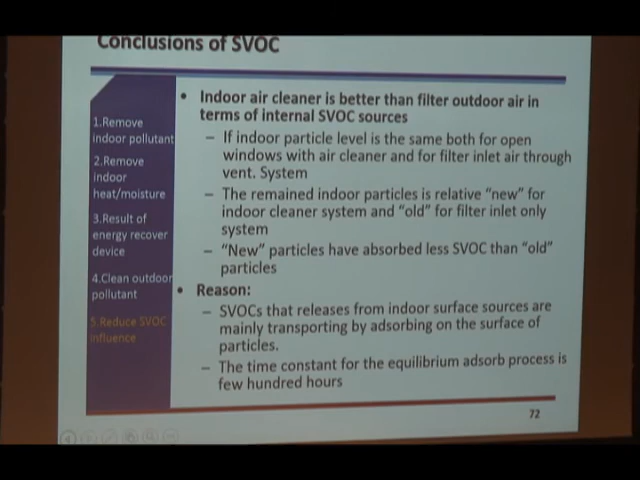 Conclusions of SVOC
1.Remove
indoor pollutant
2.Remove
indoor
heat/moisture
3.Result of
energy recover
device
4.Clean outdoor
pollutant
5.Reduce SVOC
influence
• Indoor air cleaner is better than filter outdoor air in
terms of internal SVOC sources
– If indoor particle level is the same both for open
windows with air cleaner and for filter inlet air through
vent. System
– The remained indoor particles is relative “new” for
indoor cleaner system and “old” for filter inlet only
system
– “New” particles have absorbed less SVOC than “old”
particles
• Reason:
– SVOCs that releases from indoor surface sources are
mainly transporting by adsorbing on the surface of
particles.
– The time constant for the equilibrium adsorb process is
few hundred hours
72